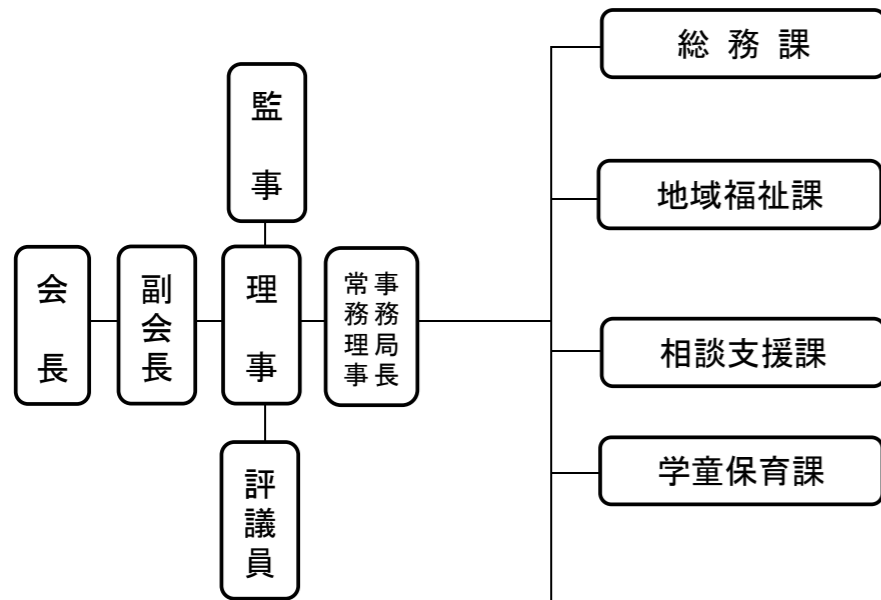 会長
副会長
監事
理事
評議員
事務局長
常務理事
総務課
地域福祉課
相談支援課
学童保育課